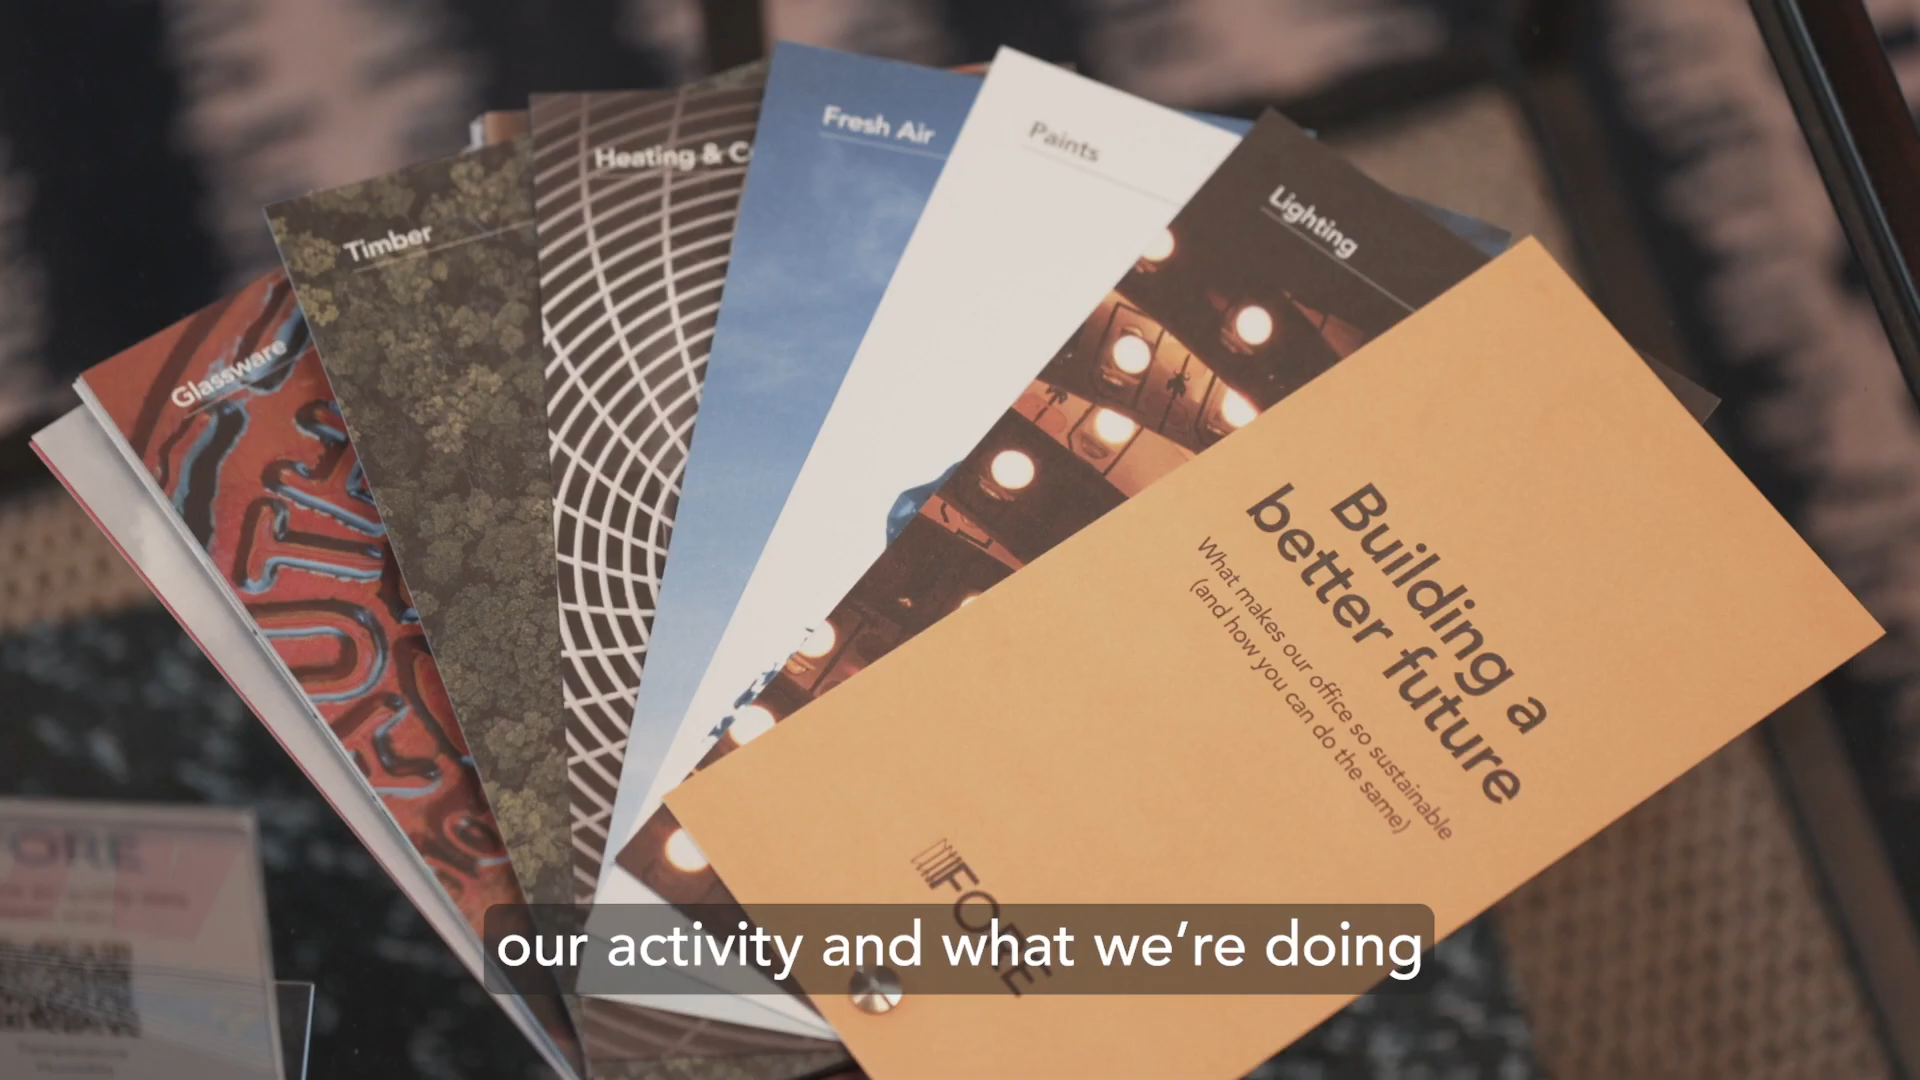 Glassware
Timber
Heating & C
Fresh Air
Paints
Lighting
Building a
better future
What makes our office so sustainable
(and how you can do the same)
FORE
ORE
our activity and what we're doing